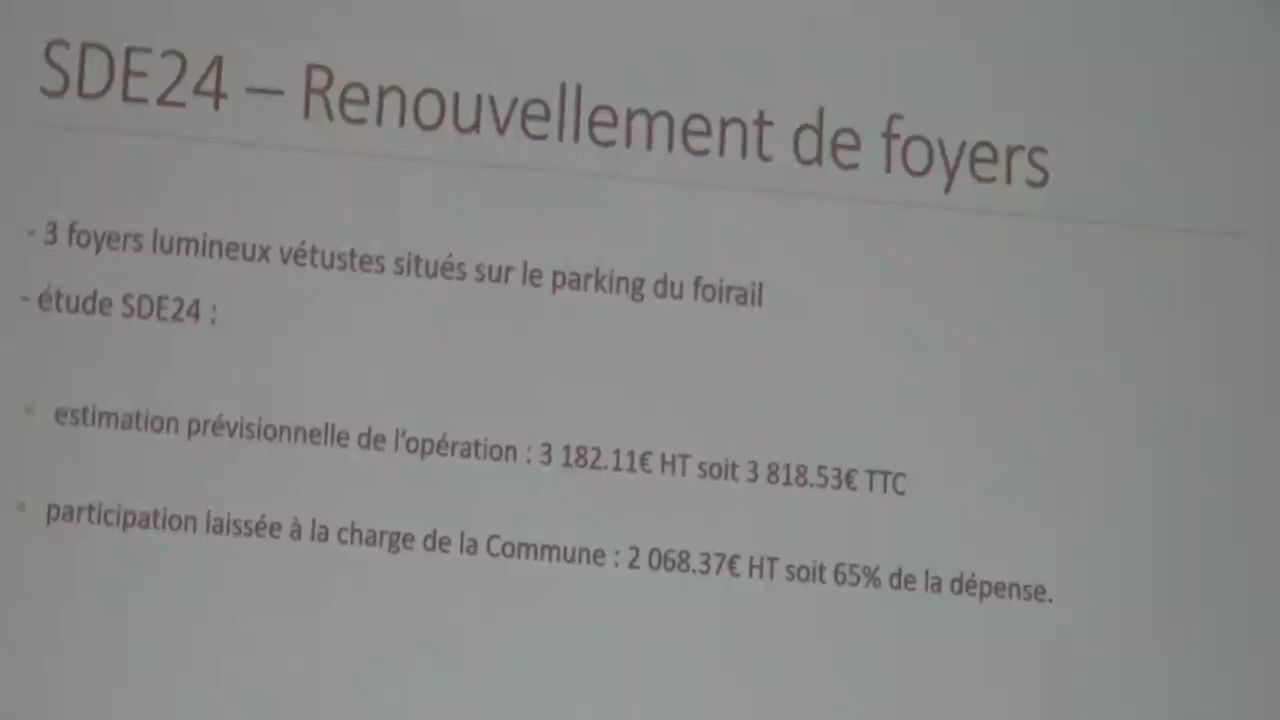 SDE24 – Renouvellement de foyers
- 3 foyers lumineux vétustes situés sur le parking du foirail
- étude SDE24 :
▪ estimation prévisionnelle de l'opération : 3 182.11€ HT soit 3 818.53€ TTC
▪ participation laissée à la charge de la Commune : 2 068.37€ HT soit 65% de la dépense.